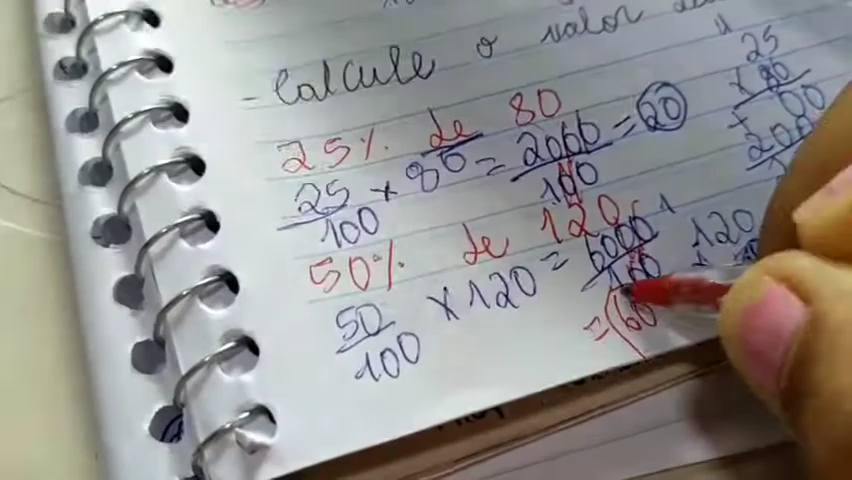 - Calcule o valor
25% de 80
25/100 × 80 = 2000/100 = 20
25
× 80
00
200
50% de 120
50/100 × 120 = 6000/100
= 60
120